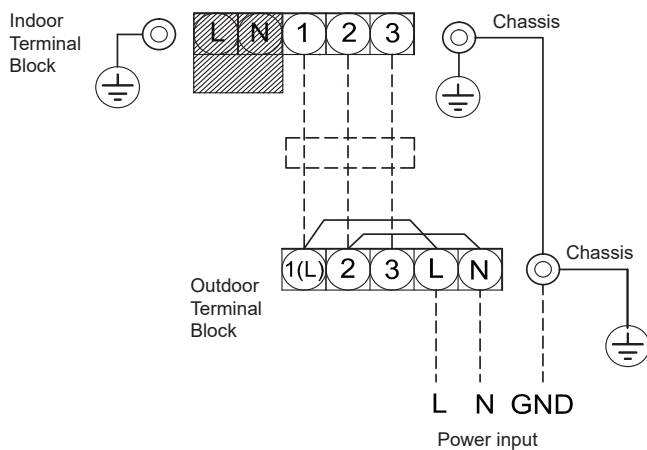 Indoor
Terminal
Block
L N 1 2 3
Chassis
1(L) 2 3 L N
Chassis
Outdoor
Terminal
Block
L N GND
Power input